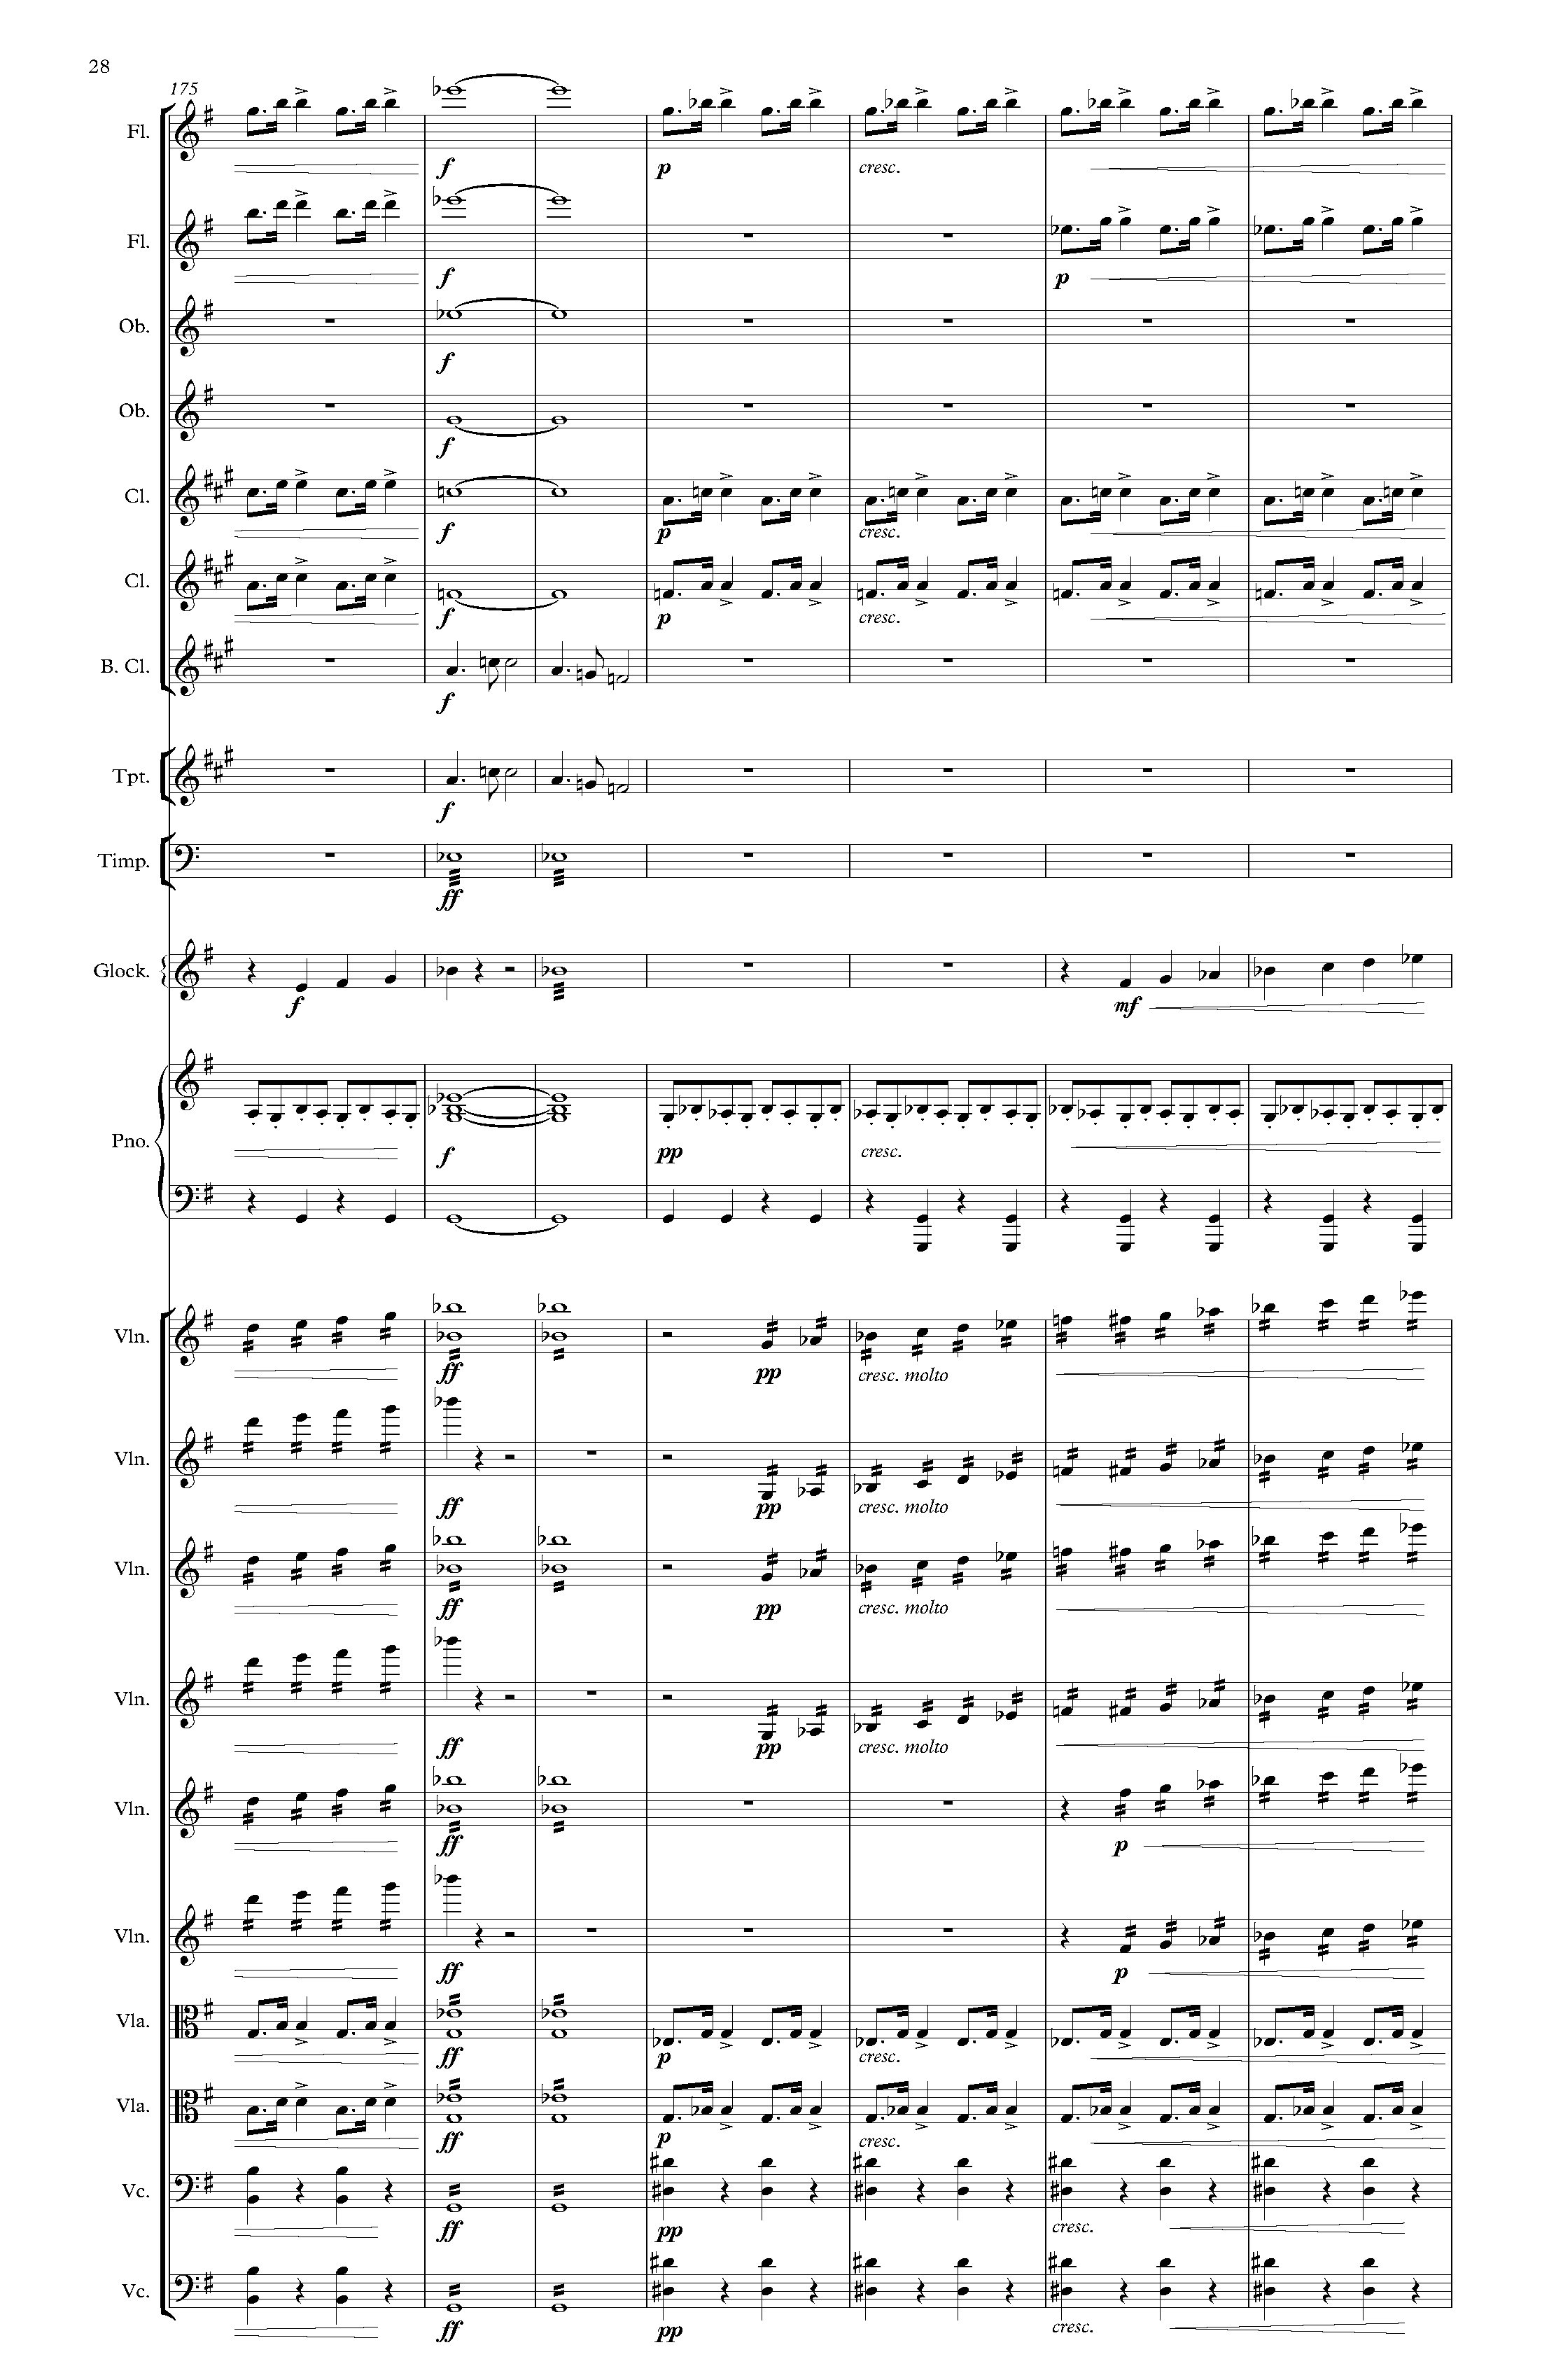 28
175
Fl.
f p cresc.
Fl.
f p
Ob.
f
Ob.
f
Cl.
f p cresc.
Cl.
f p cresc.
B. Cl.
f
Tpt.
f
Timp.
ff
Glock.
f mf
Pno.
f pp cresc.
Vln.
ff pp cresc. molto
Vln.
ff pp cresc. molto
Vln.
ff pp cresc. molto
Vln.
ff pp cresc. molto
Vln.
ff p
Vln.
ff p
Vla.
ff p cresc.
Vla.
ff p cresc.
Vc.
ff pp cresc.
Vc.
ff pp cresc.